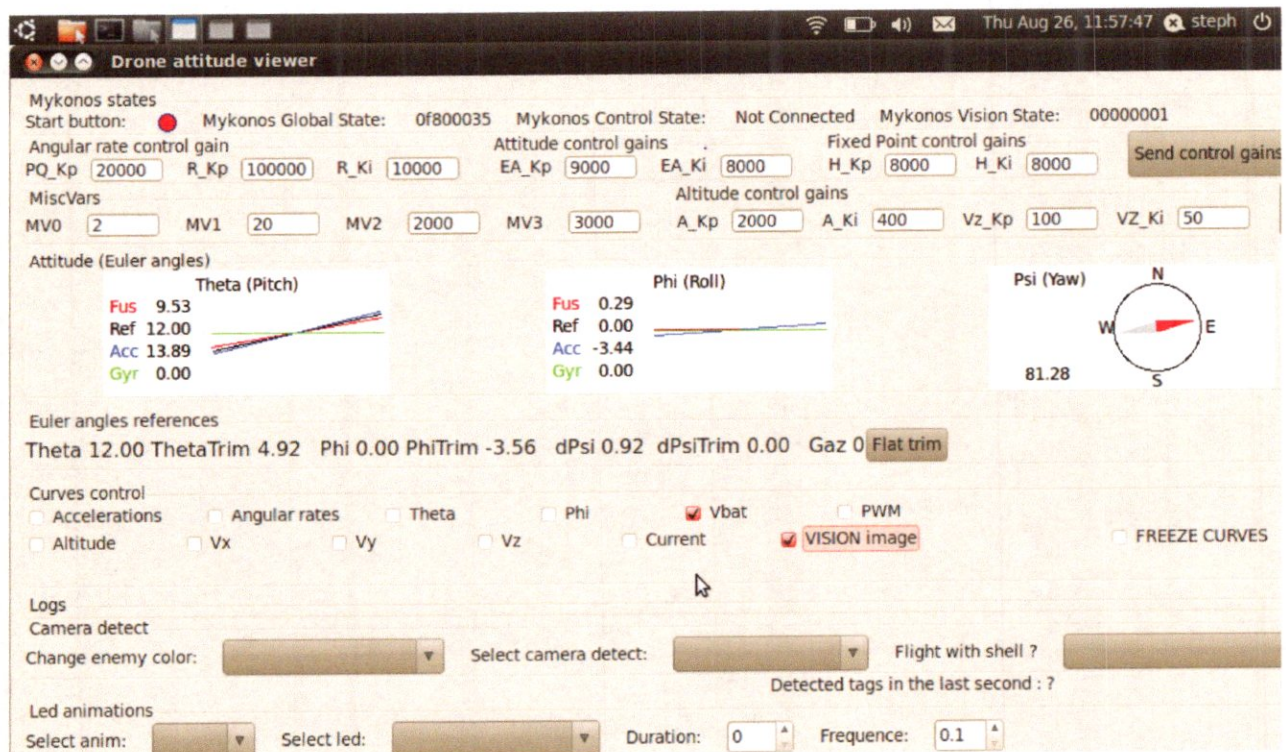 Thu Aug 26, 11:57:47 steph
Drone attitude viewer
Mykonos states
Start button: Mykonos Global State: 0f800035 Mykonos Control State: Not Connected Mykonos Vision State: 00000001
Angular rate control gain Attitude control gains Fixed Point control gains
PQ_Kp 20000 R_Kp 100000 R_Ki 10000 EA_Kp 9000 EA_Ki 8000 H_Kp 8000 H_Ki 8000 Send control gains
MiscVars Altitude control gains
MV0 2 MV1 20 MV2 2000 MV3 3000 A_Kp 2000 A_Ki 400 Vz_Kp 100 VZ_Ki 50
Attitude (Euler angles)
Theta (Pitch)
Fus 9.53
Ref 12.00
Acc 13.89
Gyr 0.00
Phi (Roll)
Fus 0.29
Ref 0.00
Acc -3.44
Gyr 0.00
Psi (Yaw)
N
W E
S
81.28
Euler angles references
Theta 12.00 ThetaTrim 4.92 Phi 0.00 PhiTrim -3.56 dPsi 0.92 dPsiTrim 0.00 Gaz 0 Flat trim
Curves control
Accelerations Angular rates Theta Phi Vbat PWM
Altitude Vx Vy Vz Current VISION image FREEZE CURVES
Logs
Camera detect
Change enemy color: Select camera detect: Flight with shell ?
Detected tags in the last second : ?
Led animations
Select anim: Select led: Duration: 0 Frequence: 0.1